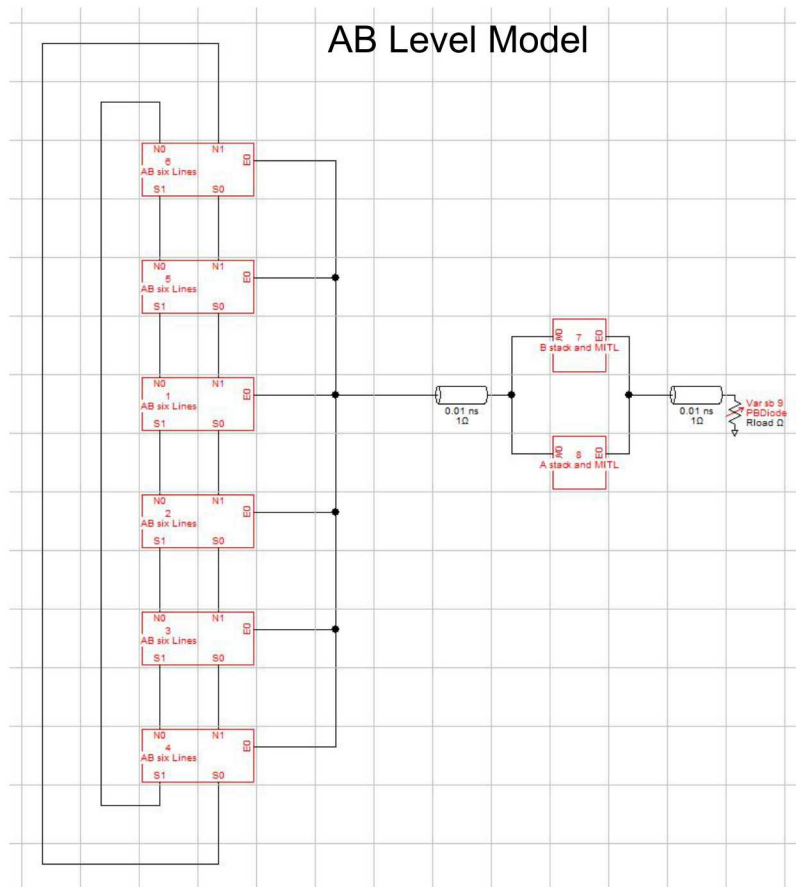 AB Level Model
N0 N1
6 E0
AB six Lines
S1 S0
N0 N1
5 E0
AB six Lines
S1 S0
N0 N1
1 E0
AB six Lines
S1 S0
N0 N1
2 E0
AB six Lines
S1 S0
N0 N1
3 E0
AB six Lines
S1 S0
N0 N1
4 E0
AB six Lines
S1 S0
0.01 ns
1Ω
W0 7 E0
B stack and MITL
W0 8 E0
A stack and MITL
0.01 ns
1Ω
Var sb 9
PBDiode
Rload Ω